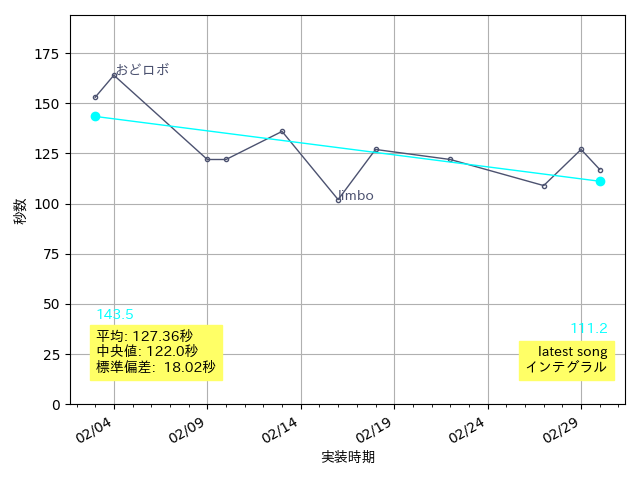 175
150
125
100
75
50
25
0
秒数
おどロボ
limbo
143.5
平均: 127.36秒
中央値: 122.0秒
標準偏差: 18.02秒
111.2
latest song
インテグラル
02/04
02/09
02/14
02/19
02/24
02/29
実装時期